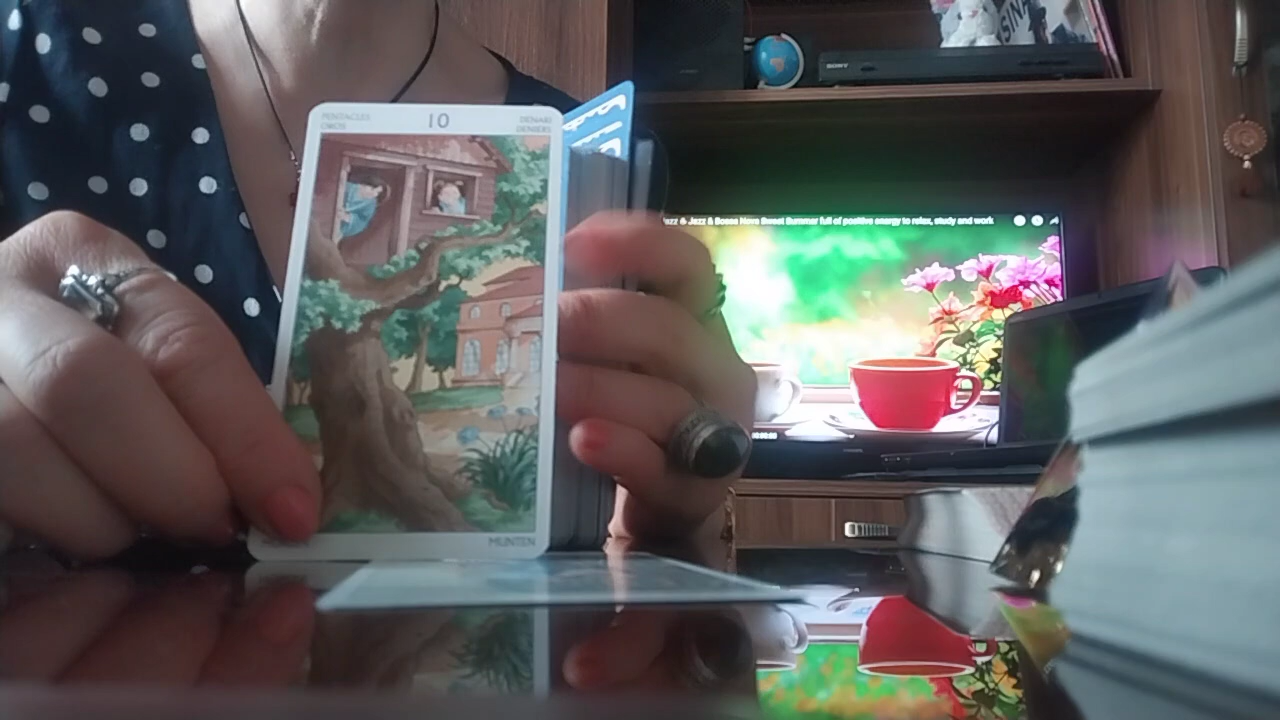 PENTACLES
OROS
10
DENARI
DENIERS
MUNTEN
SONY
Jazz & Bossa Nova Sweet Summer full of positive energy to relax, study and work